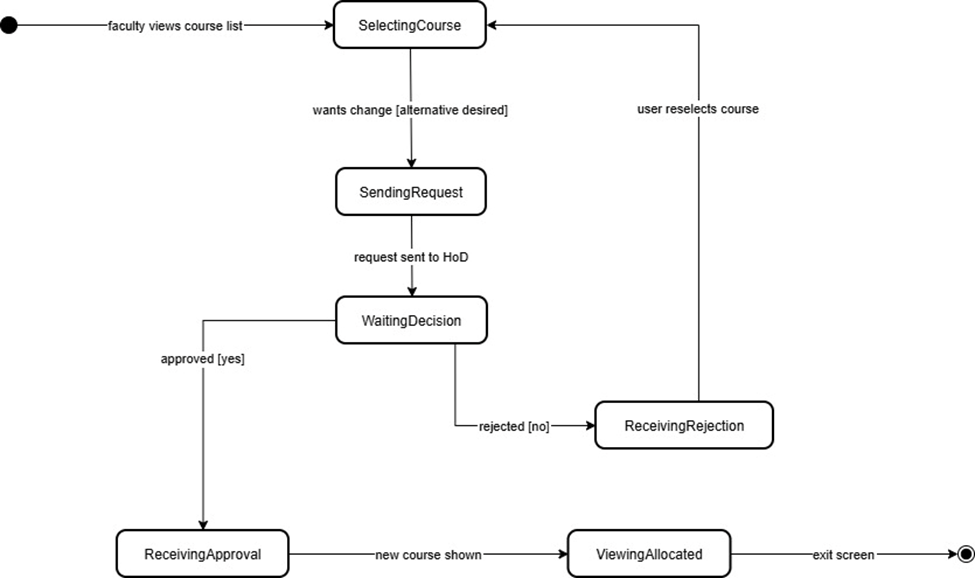 faculty views course list
SelectingCourse
wants change [alternative desired]
user reselects course
SendingRequest
request sent to HoD
WaitingDecision
approved [yes]
rejected [no]
ReceivingRejection
ReceivingApproval
new course shown
ViewingAllocated
exit screen